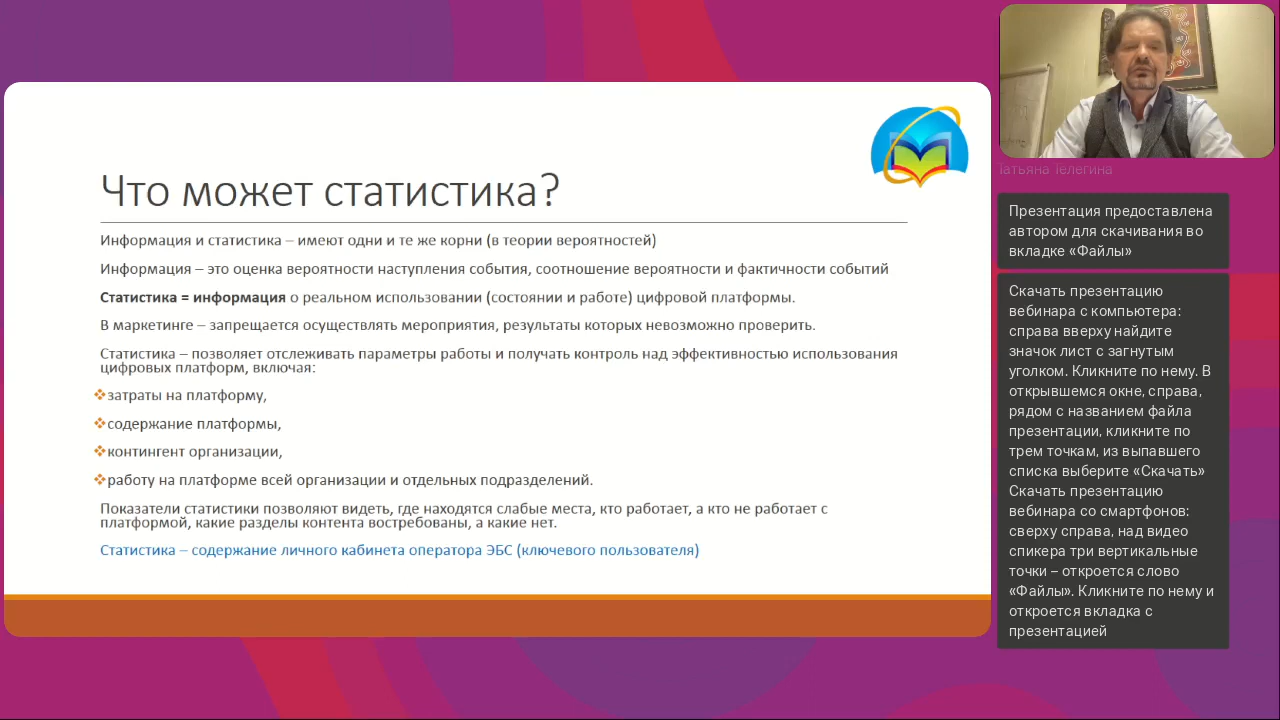 Что может статистика?
Информация и статистика – имеют одни и те же корни (в теории вероятностей)
Информация – это оценка вероятности наступления события, соотношение вероятности и фактичности событий
Статистика = информация о реальном использовании (состоянии и работе) цифровой платформы.
В маркетинге – запрещается осуществлять мероприятия, результаты которых невозможно проверить.
Статистика – позволяет отслеживать параметры работы и получать контроль над эффективностью использования
цифровых платформ, включая:
❖затраты на платформу,
❖содержание платформы,
❖контингент организации,
❖работу на платформе всей организации и отдельных подразделений.
Показатели статистики позволяют видеть, где находятся слабые места, кто работает, а кто не работает с
платформой, какие разделы контента востребованы, а какие нет.
Статистика – содержание личного кабинета оператора ЭБС (ключевого пользователя)
Татьяна Телегина
Презентация предоставлена
автором для скачивания во
вкладке «Файлы»
Скачать презентацию
вебинара с компьютера:
справа вверху найдите
значок лист с загнутым
уголком. Кликните по нему. В
открывшемся окне, справа,
рядом с названием файла
презентации, кликните по
трем точкам, из выпавшего
списка выберите «Скачать»
Скачать презентацию
вебинара со смартфонов:
сверху справа, над видео
спикера три вертикальные
точки – откроется слово
«Файлы». Кликните по нему и
откроется вкладка с
презентацией